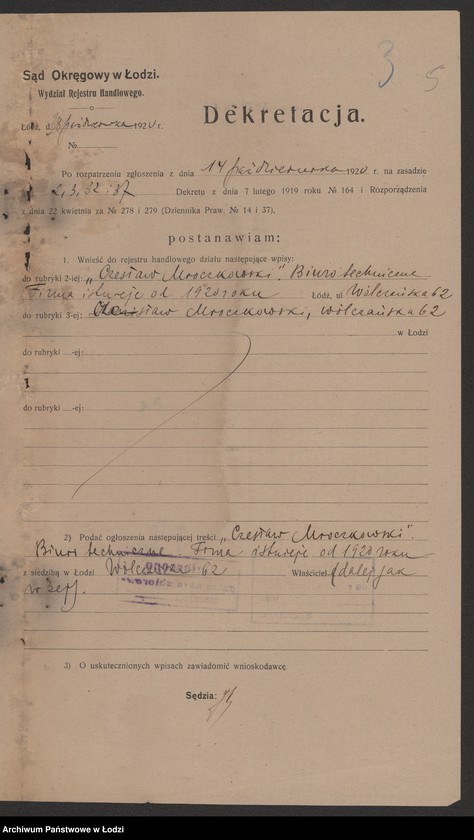 3 5
Sąd Okręgowy w Łodzi.
Wydział Rejestru Handlowego.
Dekretacja.
Łódź, d. października 1920 r.
№
Po rozpatrzeniu zgłoszenia z dnia 14 października 1920 r. na zasadzie
2, 3, 32 i 37 Dekretu z dnia 7 lutego 1919 roku № 164 i Rozporządzenia
z dnia 22 kwietnia za № 278 i 279 (Dziennika Praw. № 14 i 37),
postanawiam:
1. Wnieść do rejestru handlowego działu następujące wpisy:
do rubryki 2-iej: „Czesław Mroczkowski". Biuro techniczne
Firma istnieje od 1920 roku Łódź, ul Wólczańska 62
do rubryki 3-ej: Czesław Mroczkowski, Wólczańska 62
w Łodzi
do rubryki -ej:
do rubryki -ej:
2) Podać ogłoszenia następującej treści: „Czesław Mroczkowski".
Biuro techniczne. Firma istnieje od 1920 roku
z siedzibą w Łodzi Wólczańska 62 Właściciel (dalej jak
w rej).
3) O uskutecznionych wpisach zawiadomić wnioskodawcę.
Sędzia:
Archiwum Państwowe w Łodzi